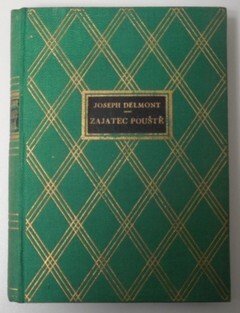 JOSEPH DELMONT
ZAJATEC POUŠTĚ